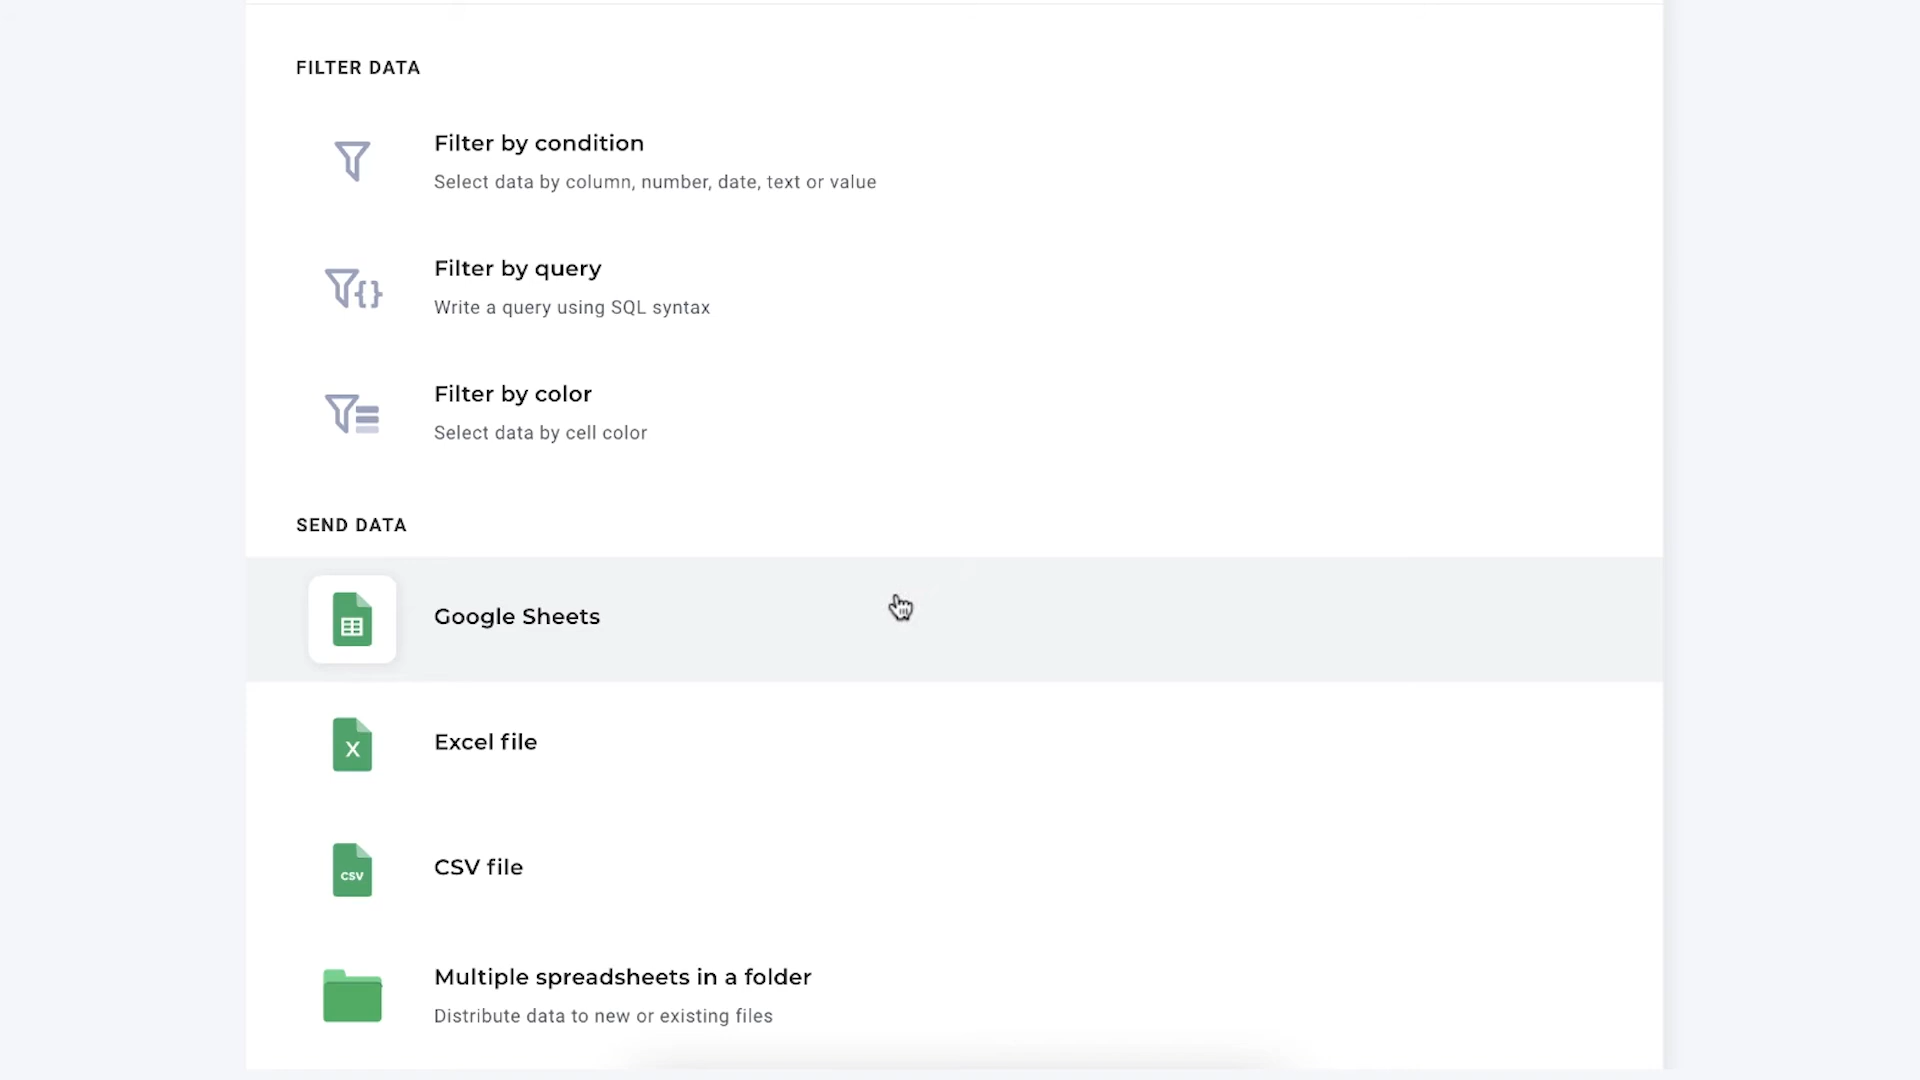 FILTER DATA
Filter by condition
Select data by column, number, date, text or value
{}
Filter by query
Write a query using SQL syntax
Filter by color
Select data by cell color
SEND DATA
Google Sheets
X
Excel file
CSV
CSV file
Multiple spreadsheets in a folder
Distribute data to new or existing files